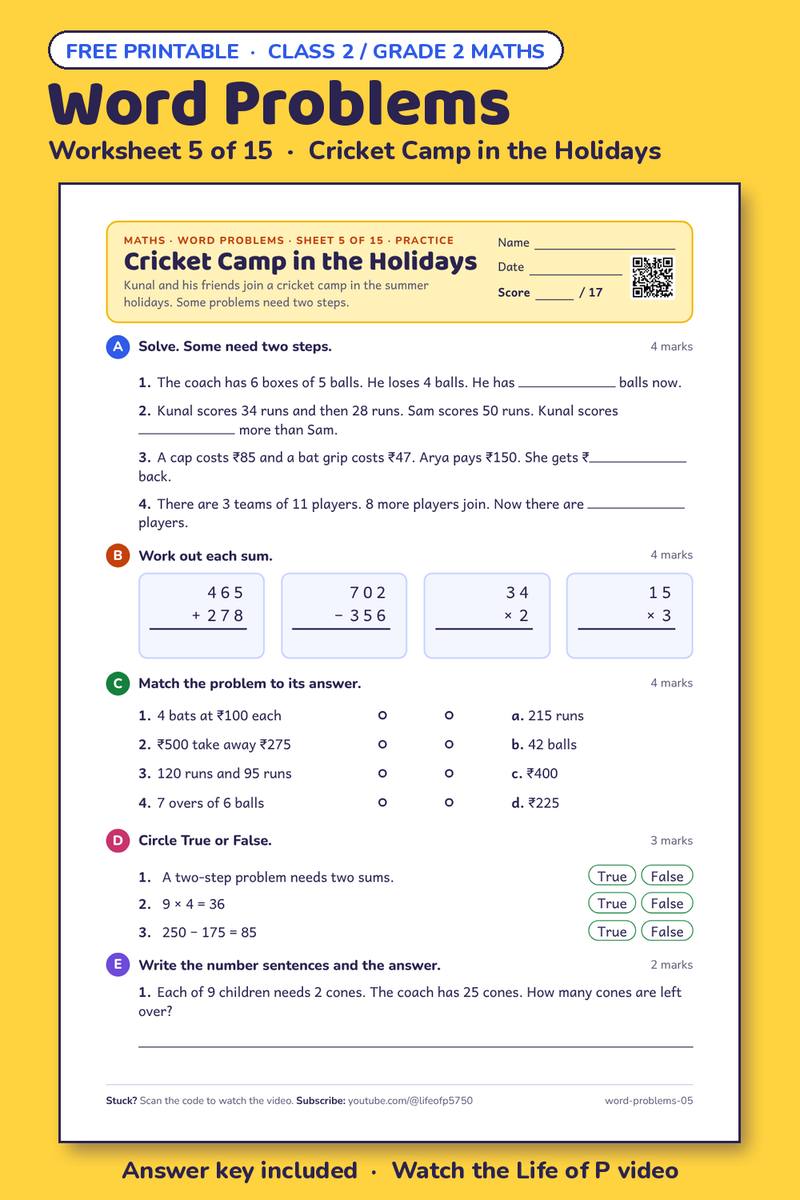 FREE PRINTABLE · CLASS 2 / GRADE 2 MATHS
Word Problems
Worksheet 5 of 15 · Cricket Camp in the Holidays
MATHS · WORD PROBLEMS · SHEET 5 OF 15 · PRACTICE
Cricket Camp in the Holidays
Kunal and his friends join a cricket camp in the summer
holidays. Some problems need two steps.
Name ____________
Date ____________
Score ______ / 17
A Solve. Some need two steps. 4 marks
1. The coach has 6 boxes of 5 balls. He loses 4 balls. He has ____________ balls now.
2. Kunal scores 34 runs and then 28 runs. Sam scores 50 runs. Kunal scores
____________ more than Sam.
3. A cap costs ₹85 and a bat grip costs ₹47. Arya pays ₹150. She gets ₹____________
back.
4. There are 3 teams of 11 players. 8 more players join. Now there are ____________
players.
B Work out each sum. 4 marks
465 702 34 15
+ 278 − 356 × 2 × 3
C Match the problem to its answer. 4 marks
1. 4 bats at ₹100 each a. 215 runs
2. ₹500 take away ₹275 b. 42 balls
3. 120 runs and 95 runs c. ₹400
4. 7 overs of 6 balls d. ₹225
D Circle True or False. 3 marks
1. A two-step problem needs two sums. True False
2. 9 × 4 = 36 True False
3. 250 − 175 = 85 True False
E Write the number sentences and the answer. 2 marks
1. Each of 9 children needs 2 cones. The coach has 25 cones. How many cones are left
over?
Stuck? Scan the code to watch the video. Subscribe: youtube.com/@lifeofp5750 word-problems-05
Answer key included · Watch the Life of P video